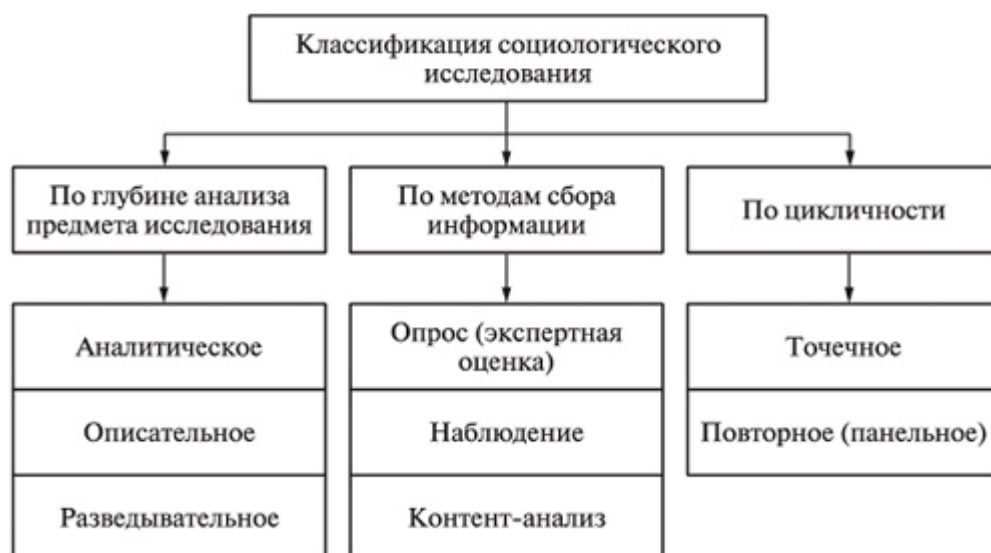 Классификация социологического
исследования
По глубине анализа
предмета исследования
По методам сбора
информации
По цикличности
Аналитическое
Описательное
Разведывательное
Опрос (экспертная
оценка)
Наблюдение
Контент-анализ
Точечное
Повторное (панельное)